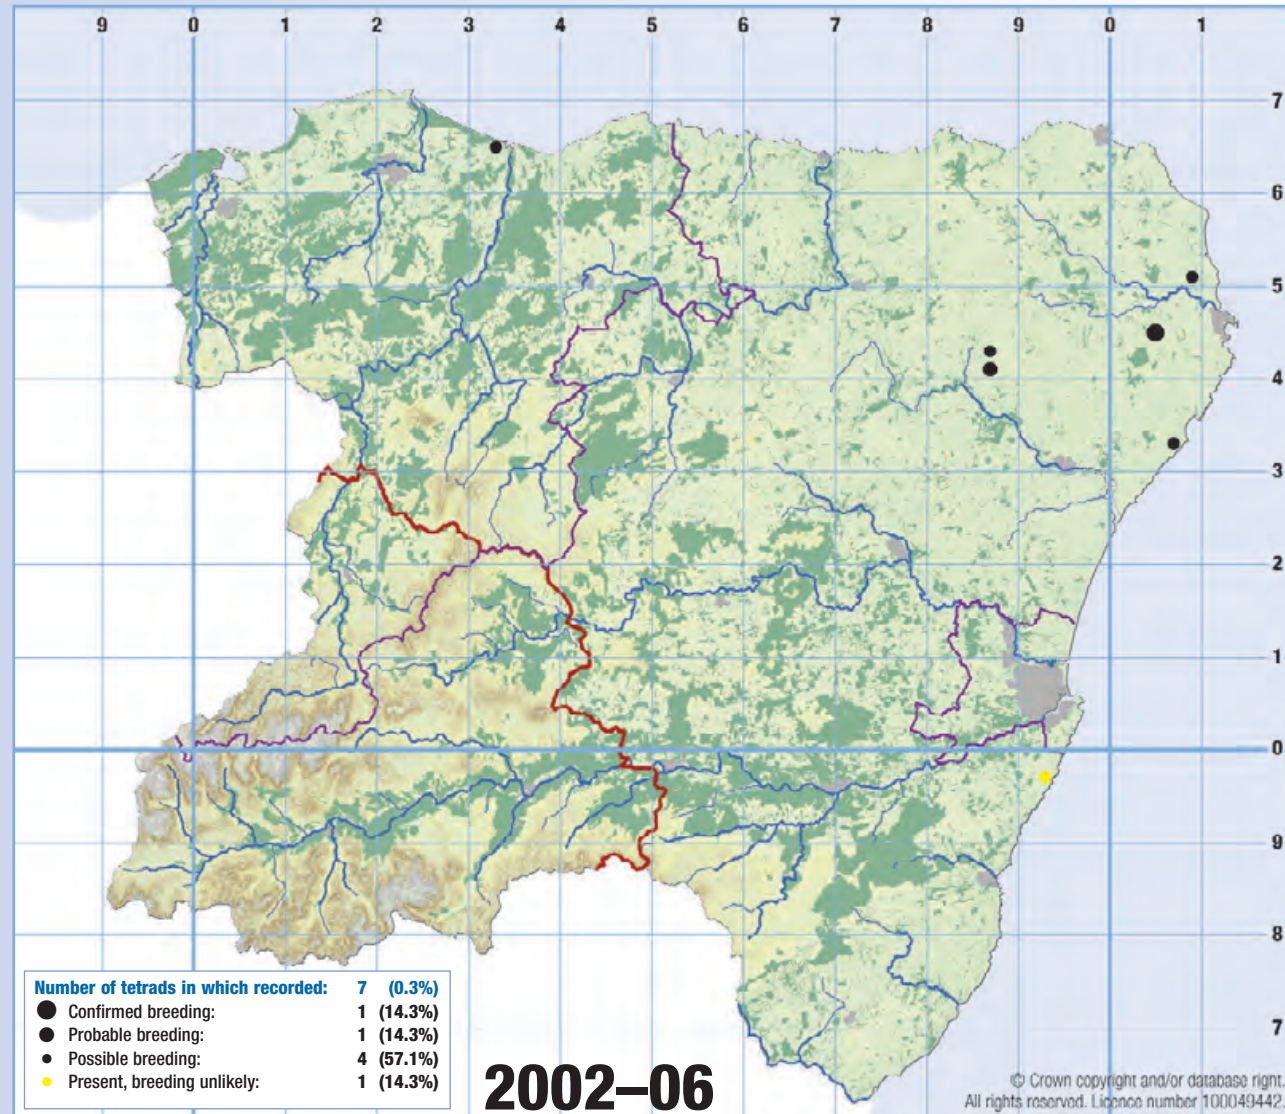 9 0 1 2 3 4 5 6 7 8 9 0 1
7
6
5
4
3
2
1
0
9
8
7
Number of tetrads in which recorded: 7 (0.3%)
Confirmed breeding: 1 (14.3%)
Probable breeding: 1 (14.3%)
Possible breeding: 4 (57.1%)
Present, breeding unlikely: 1 (14.3%)
2002–06
© Crown copyright and/or database right.
All rights reserved. Licence number 100049442